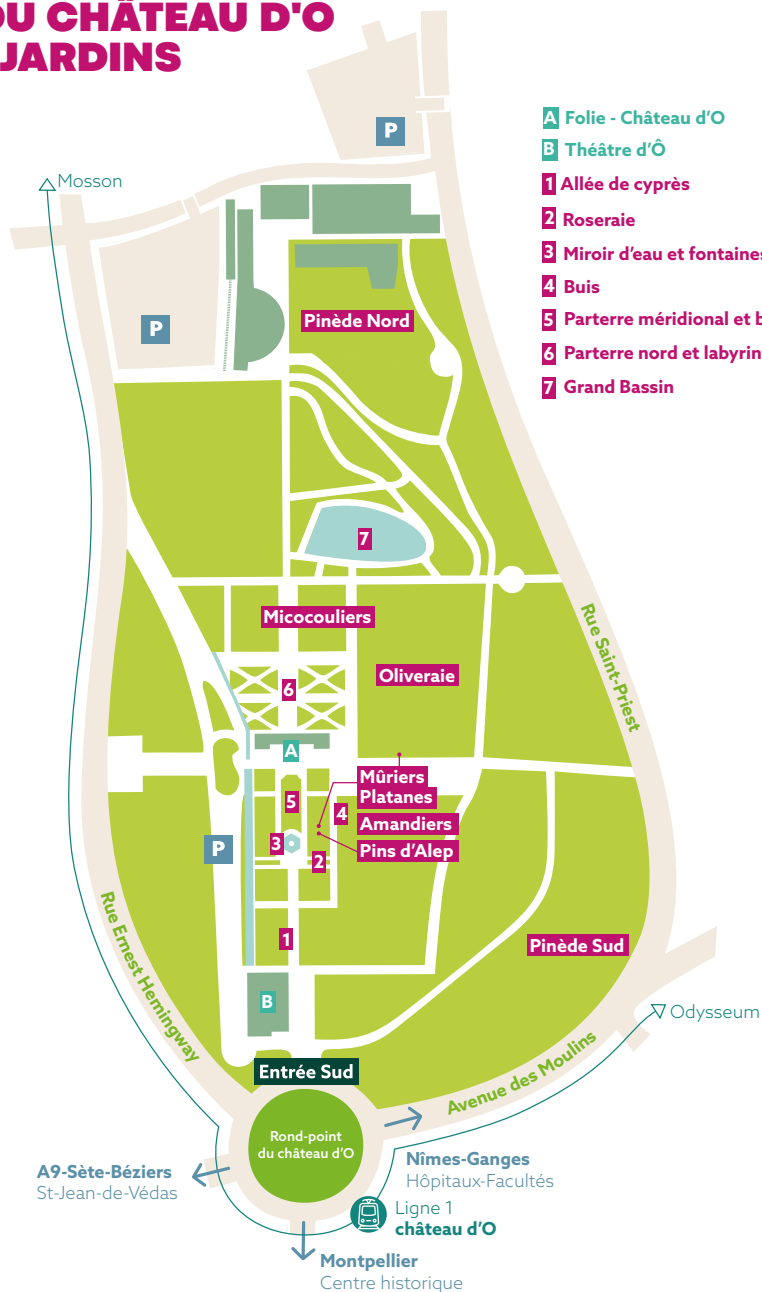 DU CHÂTEAU D'O
JARDINS
A Folie - Château d'O
B Théâtre d'Ô
1 Allée de cyprès
2 Roseraie
3 Miroir d'eau et fontaines
4 Buis
5 Parterre méridional et b
6 Parterre nord et labyrin
7 Grand Bassin
P
Mosson
P
Pinède Nord
7
Micocouliers
Rue Saint-Priest
Oliveraie
6
A
Mûriers
Platanes
5
4
Amandiers
3
P
Pins d'Alep
2
1
Pinède Sud
Rue Ernest Hemingway
B
Odysseum
Entrée Sud
Avenue des Moulins
Rond-point
du château d'O
Nîmes-Ganges
Hôpitaux-Facultés
A9-Sète-Béziers
St-Jean-de-Védas
Ligne 1
château d'O
Montpellier
Centre historique